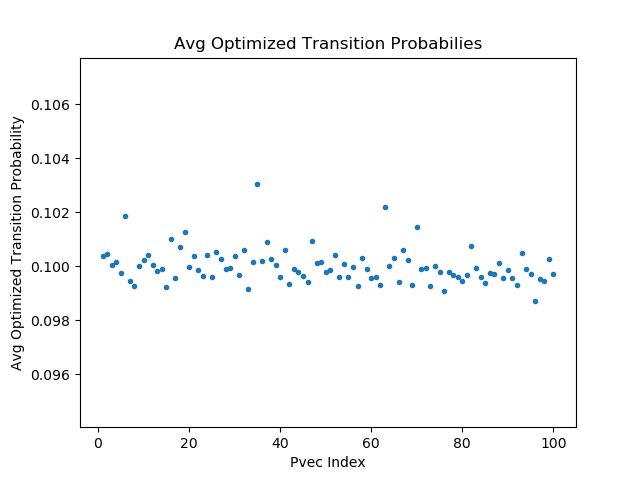 Avg Optimized Transition Probabilies
Avg Optimized Transition Probability
0.106
0.104
0.102
0.100
0.098
0.096
0 20 40 60 80 100
Pvec Index